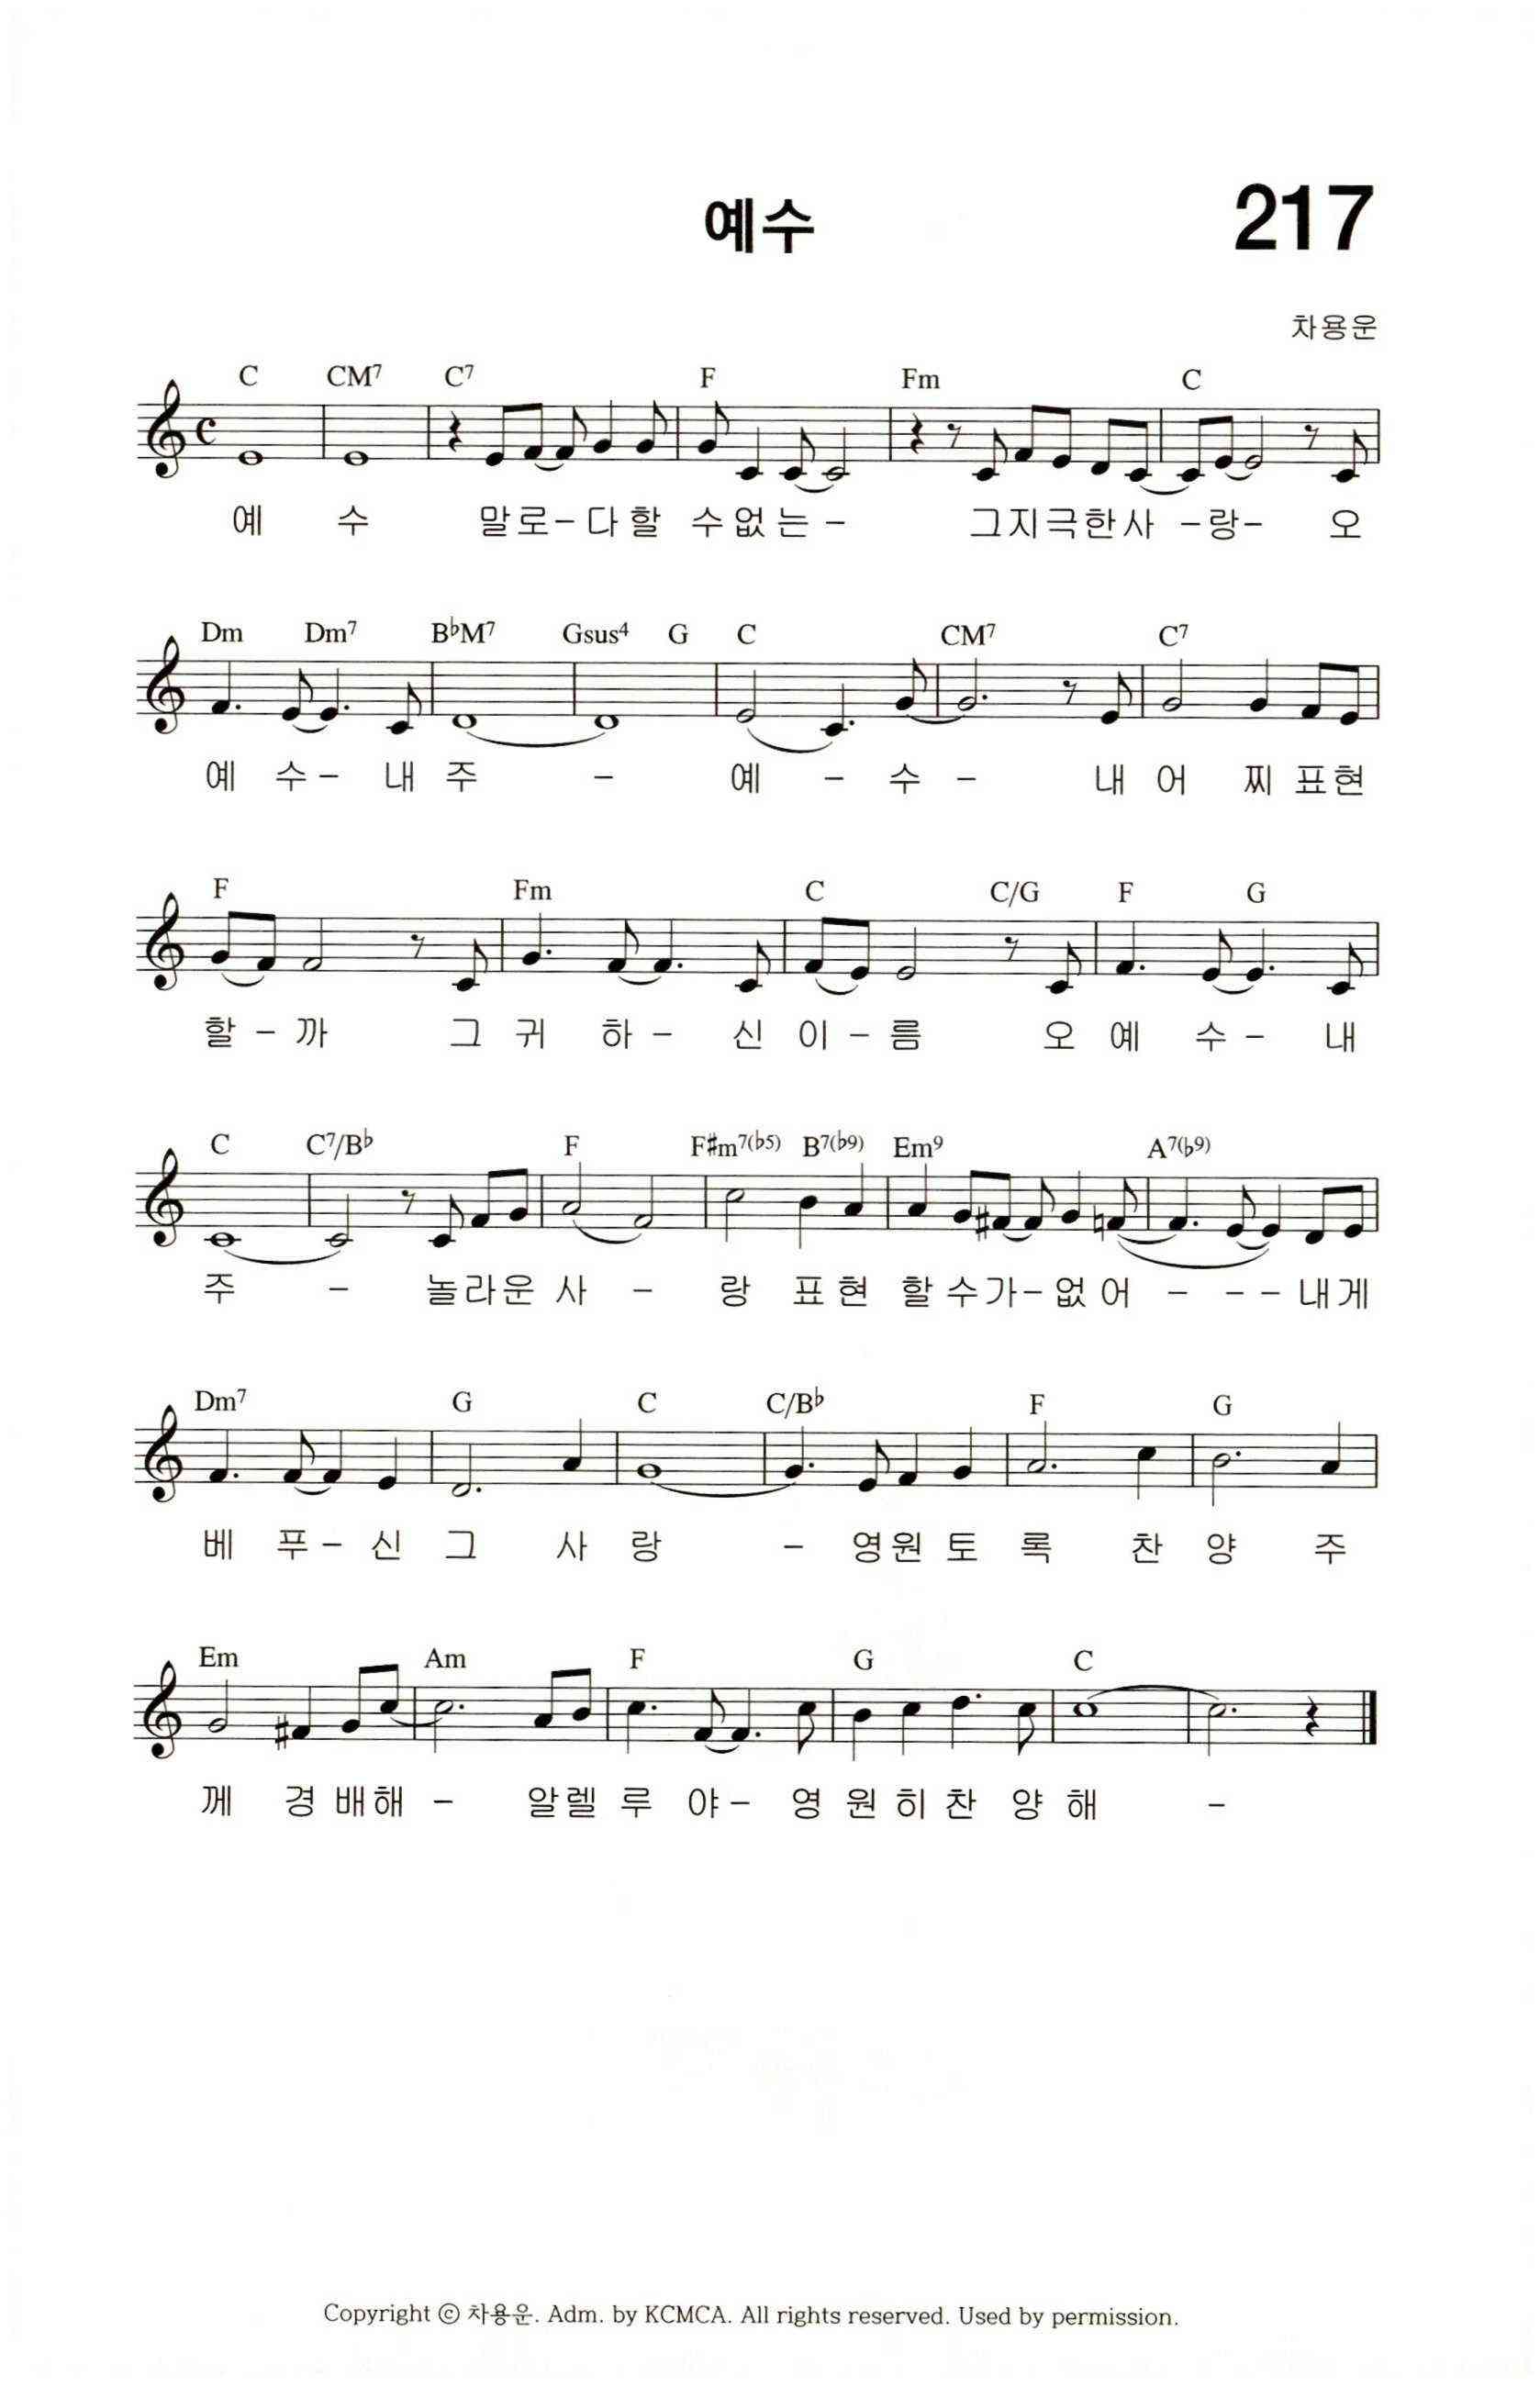 예수
217
차용운
C CM7 C7 F Fm C
예 수 말로-다할 수없는- 그지극한사 -랑- 오
Dm Dm7 B♭M7 Gsus4 G C CM7 C7
예 수- 내 주 - 예 - 수 - 내 어 찌 표현
F Fm C C/G F G
할-까 그 귀 하- 신 이-름 오 예 수- 내
C C7/B♭ F F#m7(♭5) B7(♭9) Em9 A7(♭9)
주 - 놀라운 사 - 랑 표현 할수가-없어 - - - 내게
Dm7 G C C/B♭ F G
베 푸- 신 그 사 랑 - 영원 토 록 찬 양 주
Em Am F G C
께 경 배해 - 알렐 루 야- 영 원 히 찬 양 해 -
Copyright ⓒ 차용운. Adm. by KCMCA. All rights reserved. Used by permission.